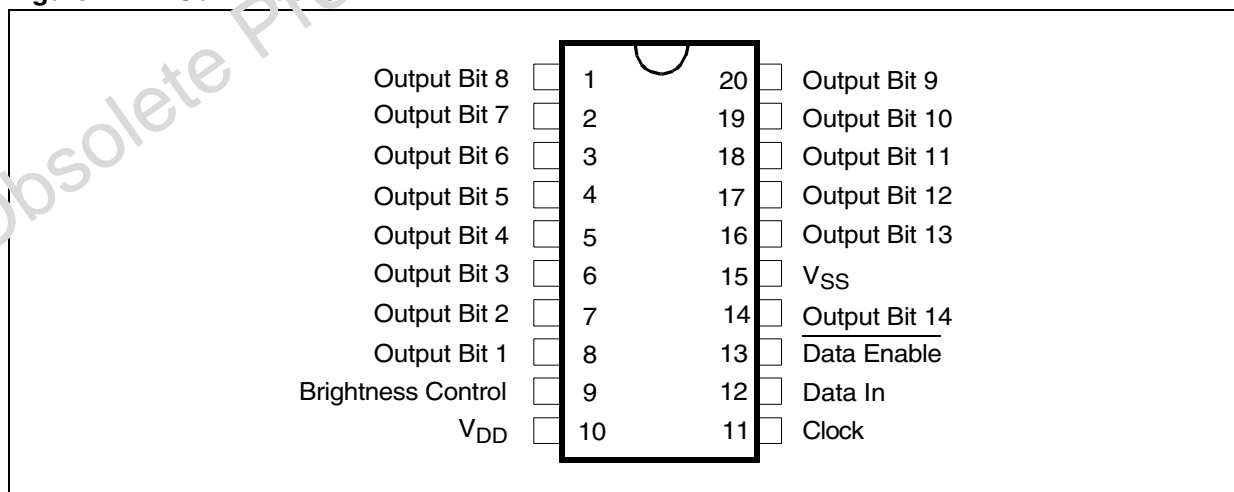 Obsolete Pr
Output Bit 8 1 20 Output Bit 9
Output Bit 7 2 19 Output Bit 10
Output Bit 6 3 18 Output Bit 11
Output Bit 5 4 17 Output Bit 12
Output Bit 4 5 16 Output Bit 13
Output Bit 3 6 15 VSS
Output Bit 2 7 14 Output Bit 14
Output Bit 1 8 13 Data Enable
Brightness Control 9 12 Data In
VDD 10 11 Clock